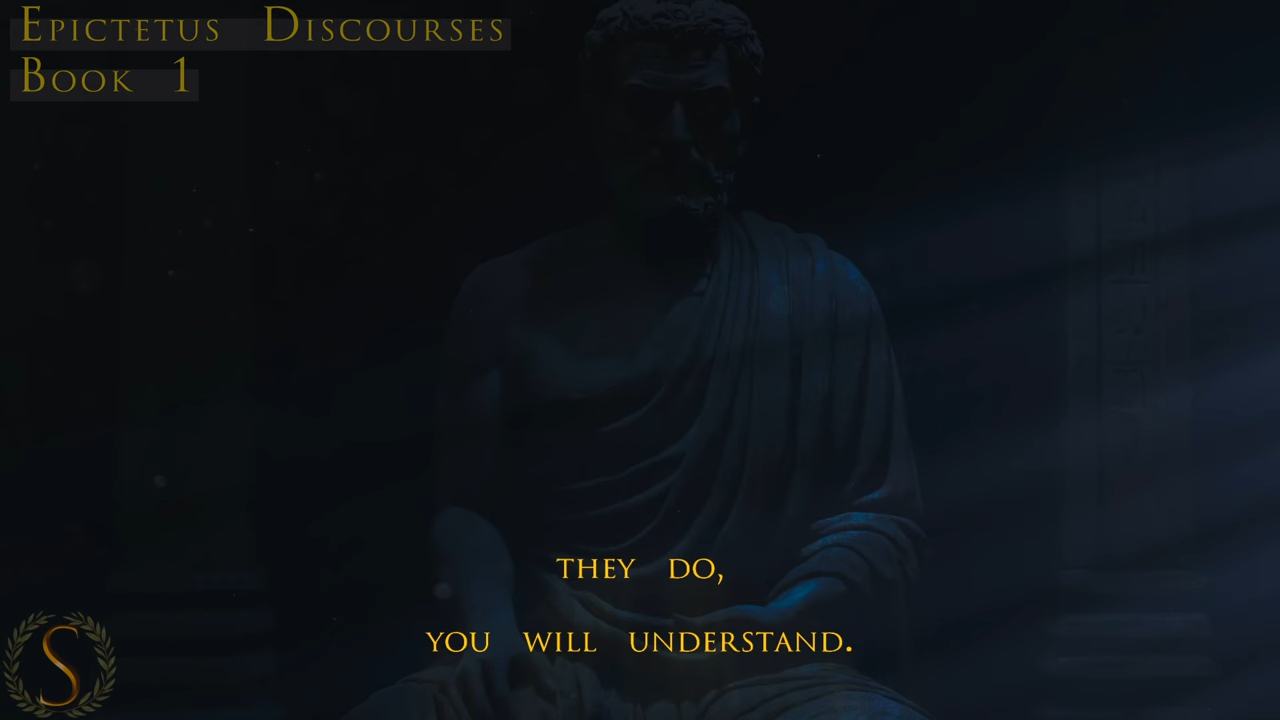 Epictetus Discourses
Book 1
THEY DO,
YOU WILL UNDERSTAND.
S